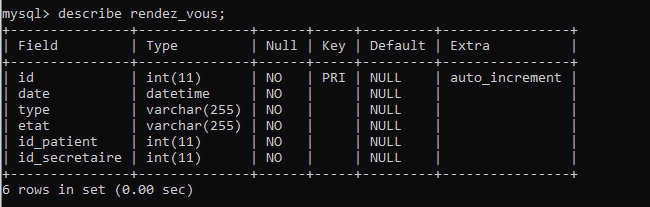 mysql> describe rendez_vous;
+---------------+--------------+------+-----+---------+----------------+
| Field         | Type         | Null | Key | Default | Extra          |
+---------------+--------------+------+-----+---------+----------------+
| id            | int(11)      | NO   | PRI | NULL    | auto_increment |
| date          | datetime     | NO   |     | NULL    |                |
| type          | varchar(255) | NO   |     | NULL    |                |
| etat          | varchar(255) | NO   |     | NULL    |                |
| id_patient    | int(11)      | NO   |     | NULL    |                |
| id_secretaire | int(11)      | NO   |     | NULL    |                |
+---------------+--------------+------+-----+---------+----------------+
6 rows in set (0.00 sec)